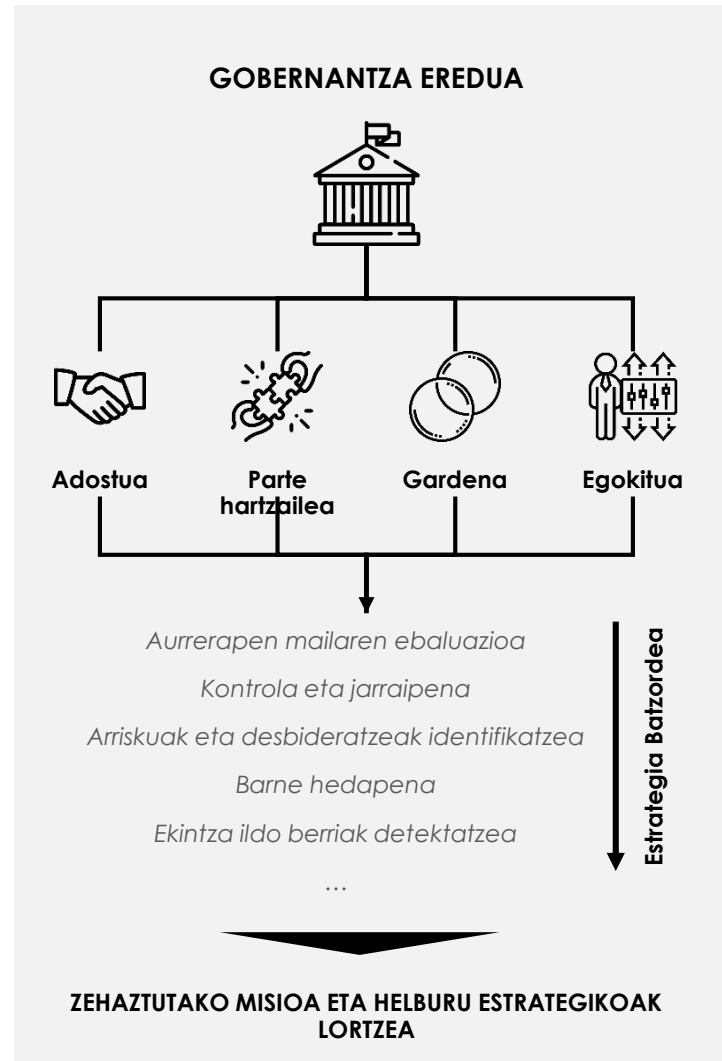 GOBERNANTZA EREDUA
Adostua
Parte
hartzailea
Gardena
Egokitua
Aurrerapen mailaren ebaluazioa
Kontrola eta jarraipena
Arriskuak eta desbideratzeak identifikatzea
Barne hedapena
Ekintza ildo berriak detektatzea
…
Estrategia Batzordea
ZEHAZTUTAKO MISIOA ETA HELBURU ESTRATEGIKOAK
LORTZEA